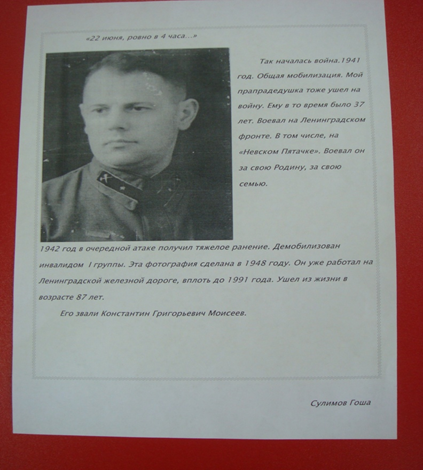 «22 июня, ровно в 4 часа...»
Так началась война.1941
год. Общая мобилизация. Мой
прапрадедушка тоже ушел на
войну. Ему в то время было 37
лет. Воевал на Ленинградском
фронте. В том числе, на
«Невском Пятачке». Воевал он
за свою Родину, за свою
семью.
1942 год в очередной атаке получил тяжелое ранение. Демобилизован
инвалидом I группы. Эта фотография сделана в 1948 году. Он уже работал на
Ленинградской железной дороге, вплоть до 1991 года. Ушел из жизни в
возрасте 87 лет.
Его звали Константин Григорьевич Моисеев.
Сулимов Гоша